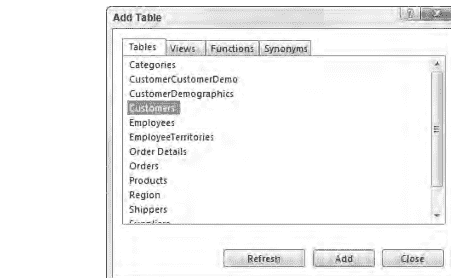 Add Table
Tables Views Functions Synonyms
Categories
CustomerCustomerDemo
CustomerDemographics
Customers
Employees
EmployeeTerritories
Order Details
Orders
Products
Region
Shippers
Refresh Add Close